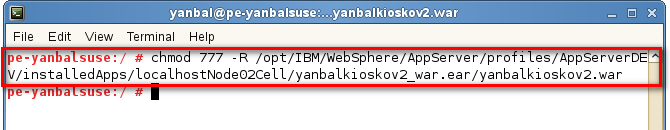 yanbal@pe-yanbalsuse:...yanbalkioskov2.war
File Edit View Terminal Help
pe-yanbalsuse:/ # chmod 777 -R /opt/IBM/WebSphere/AppServer/profiles/AppServerDE
V/installedApps/localhostNode02Cell/yanbalkioskov2_war.ear/yanbalkioskov2.war
pe-yanbalsuse:/ #